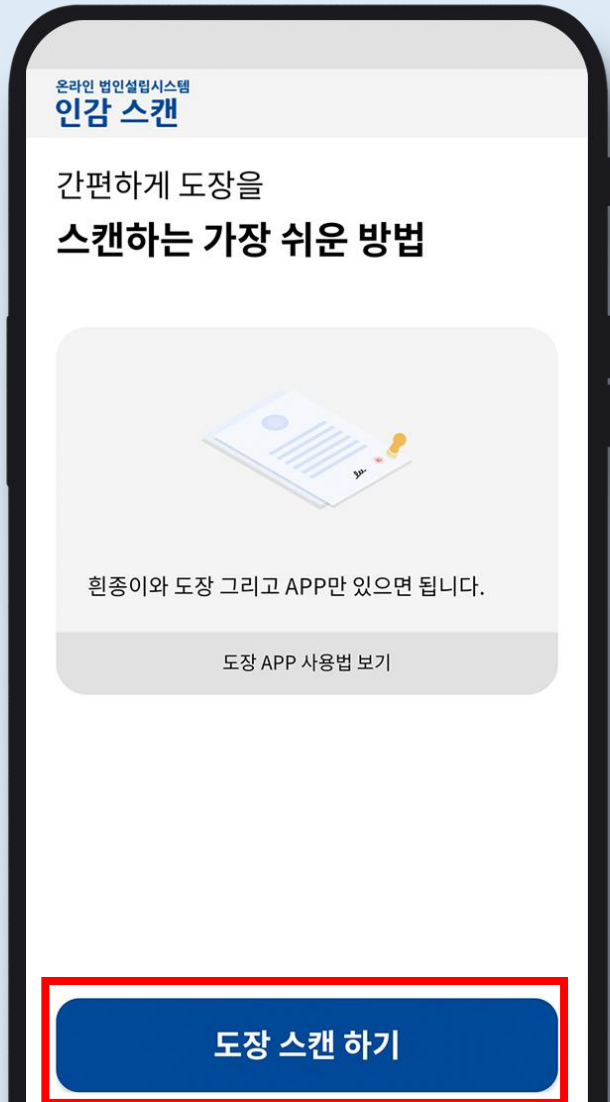 온라인 법인설립시스템
인감 스캔
간편하게 도장을
스캔하는 가장 쉬운 방법
흰종이와 도장 그리고 APP만 있으면 됩니다.
도장 APP 사용법 보기
도장 스캔 하기